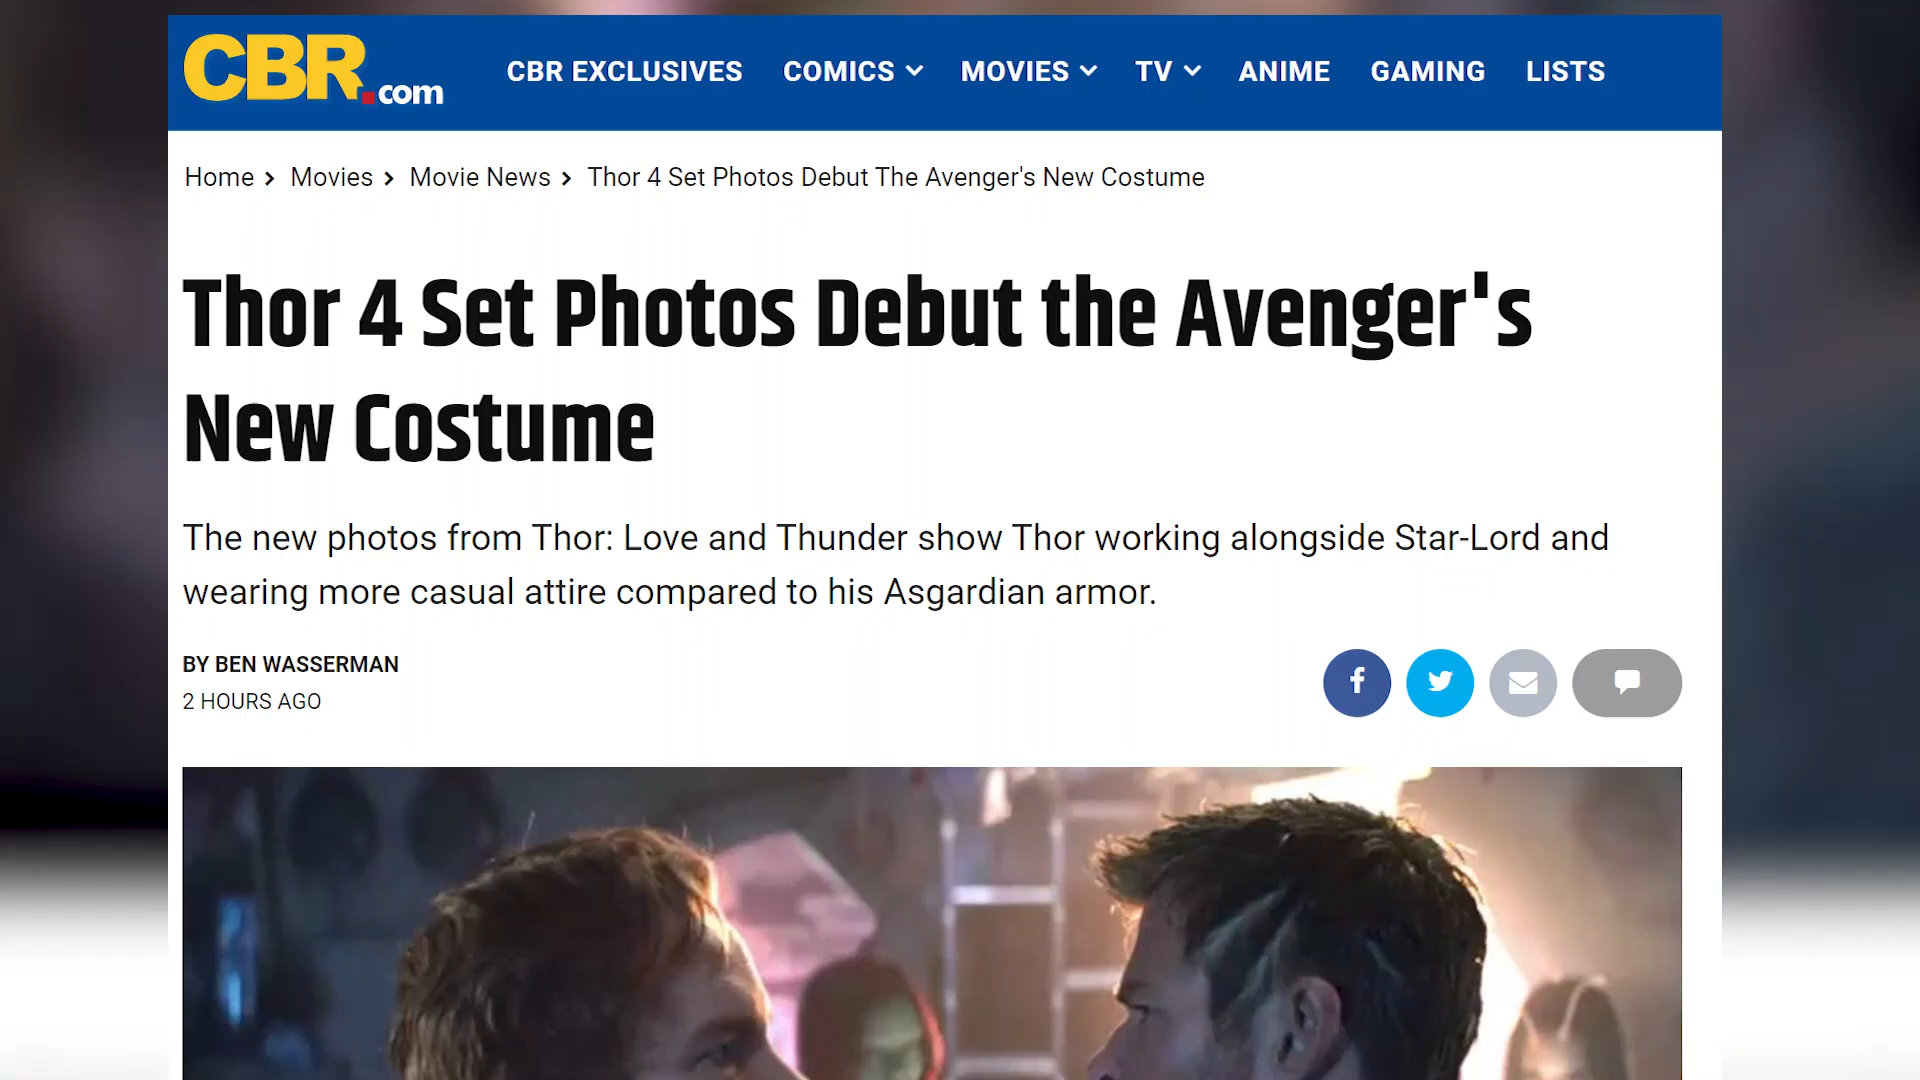 CBR.com
CBR EXCLUSIVES COMICS MOVIES TV ANIME GAMING LISTS
Home > Movies > Movie News > Thor 4 Set Photos Debut The Avenger's New Costume
Thor 4 Set Photos Debut the Avenger's
New Costume
The new photos from Thor: Love and Thunder show Thor working alongside Star-Lord and
wearing more casual attire compared to his Asgardian armor.
BY BEN WASSERMAN
2 HOURS AGO